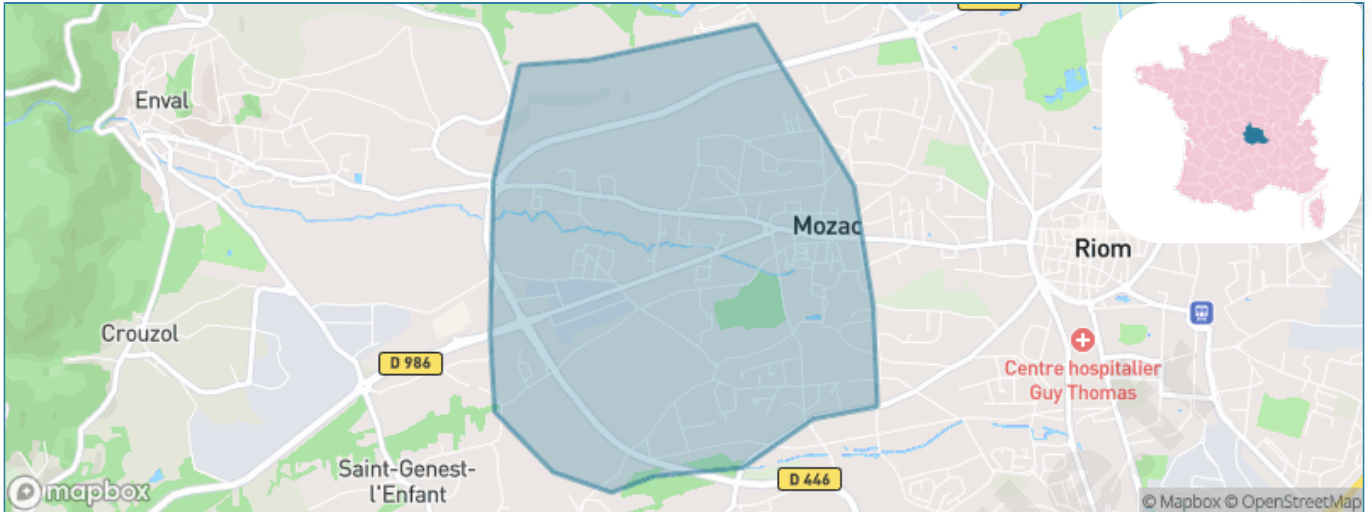 Enval
Mozac
Riom
Crouzol
D 986
Centre hospitalier
Guy Thomas
Saint-Genest-
l'Enfant
D 446
mapbox
© Mapbox © OpenStreetMap